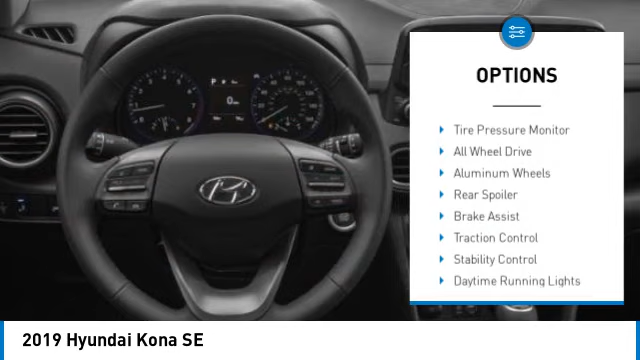 OPTIONS
Tire Pressure Monitor
All Wheel Drive
Aluminum Wheels
Rear Spoiler
Brake Assist
Traction Control
Stability Control
Daytime Running Lights
2019 Hyundai Kona SE